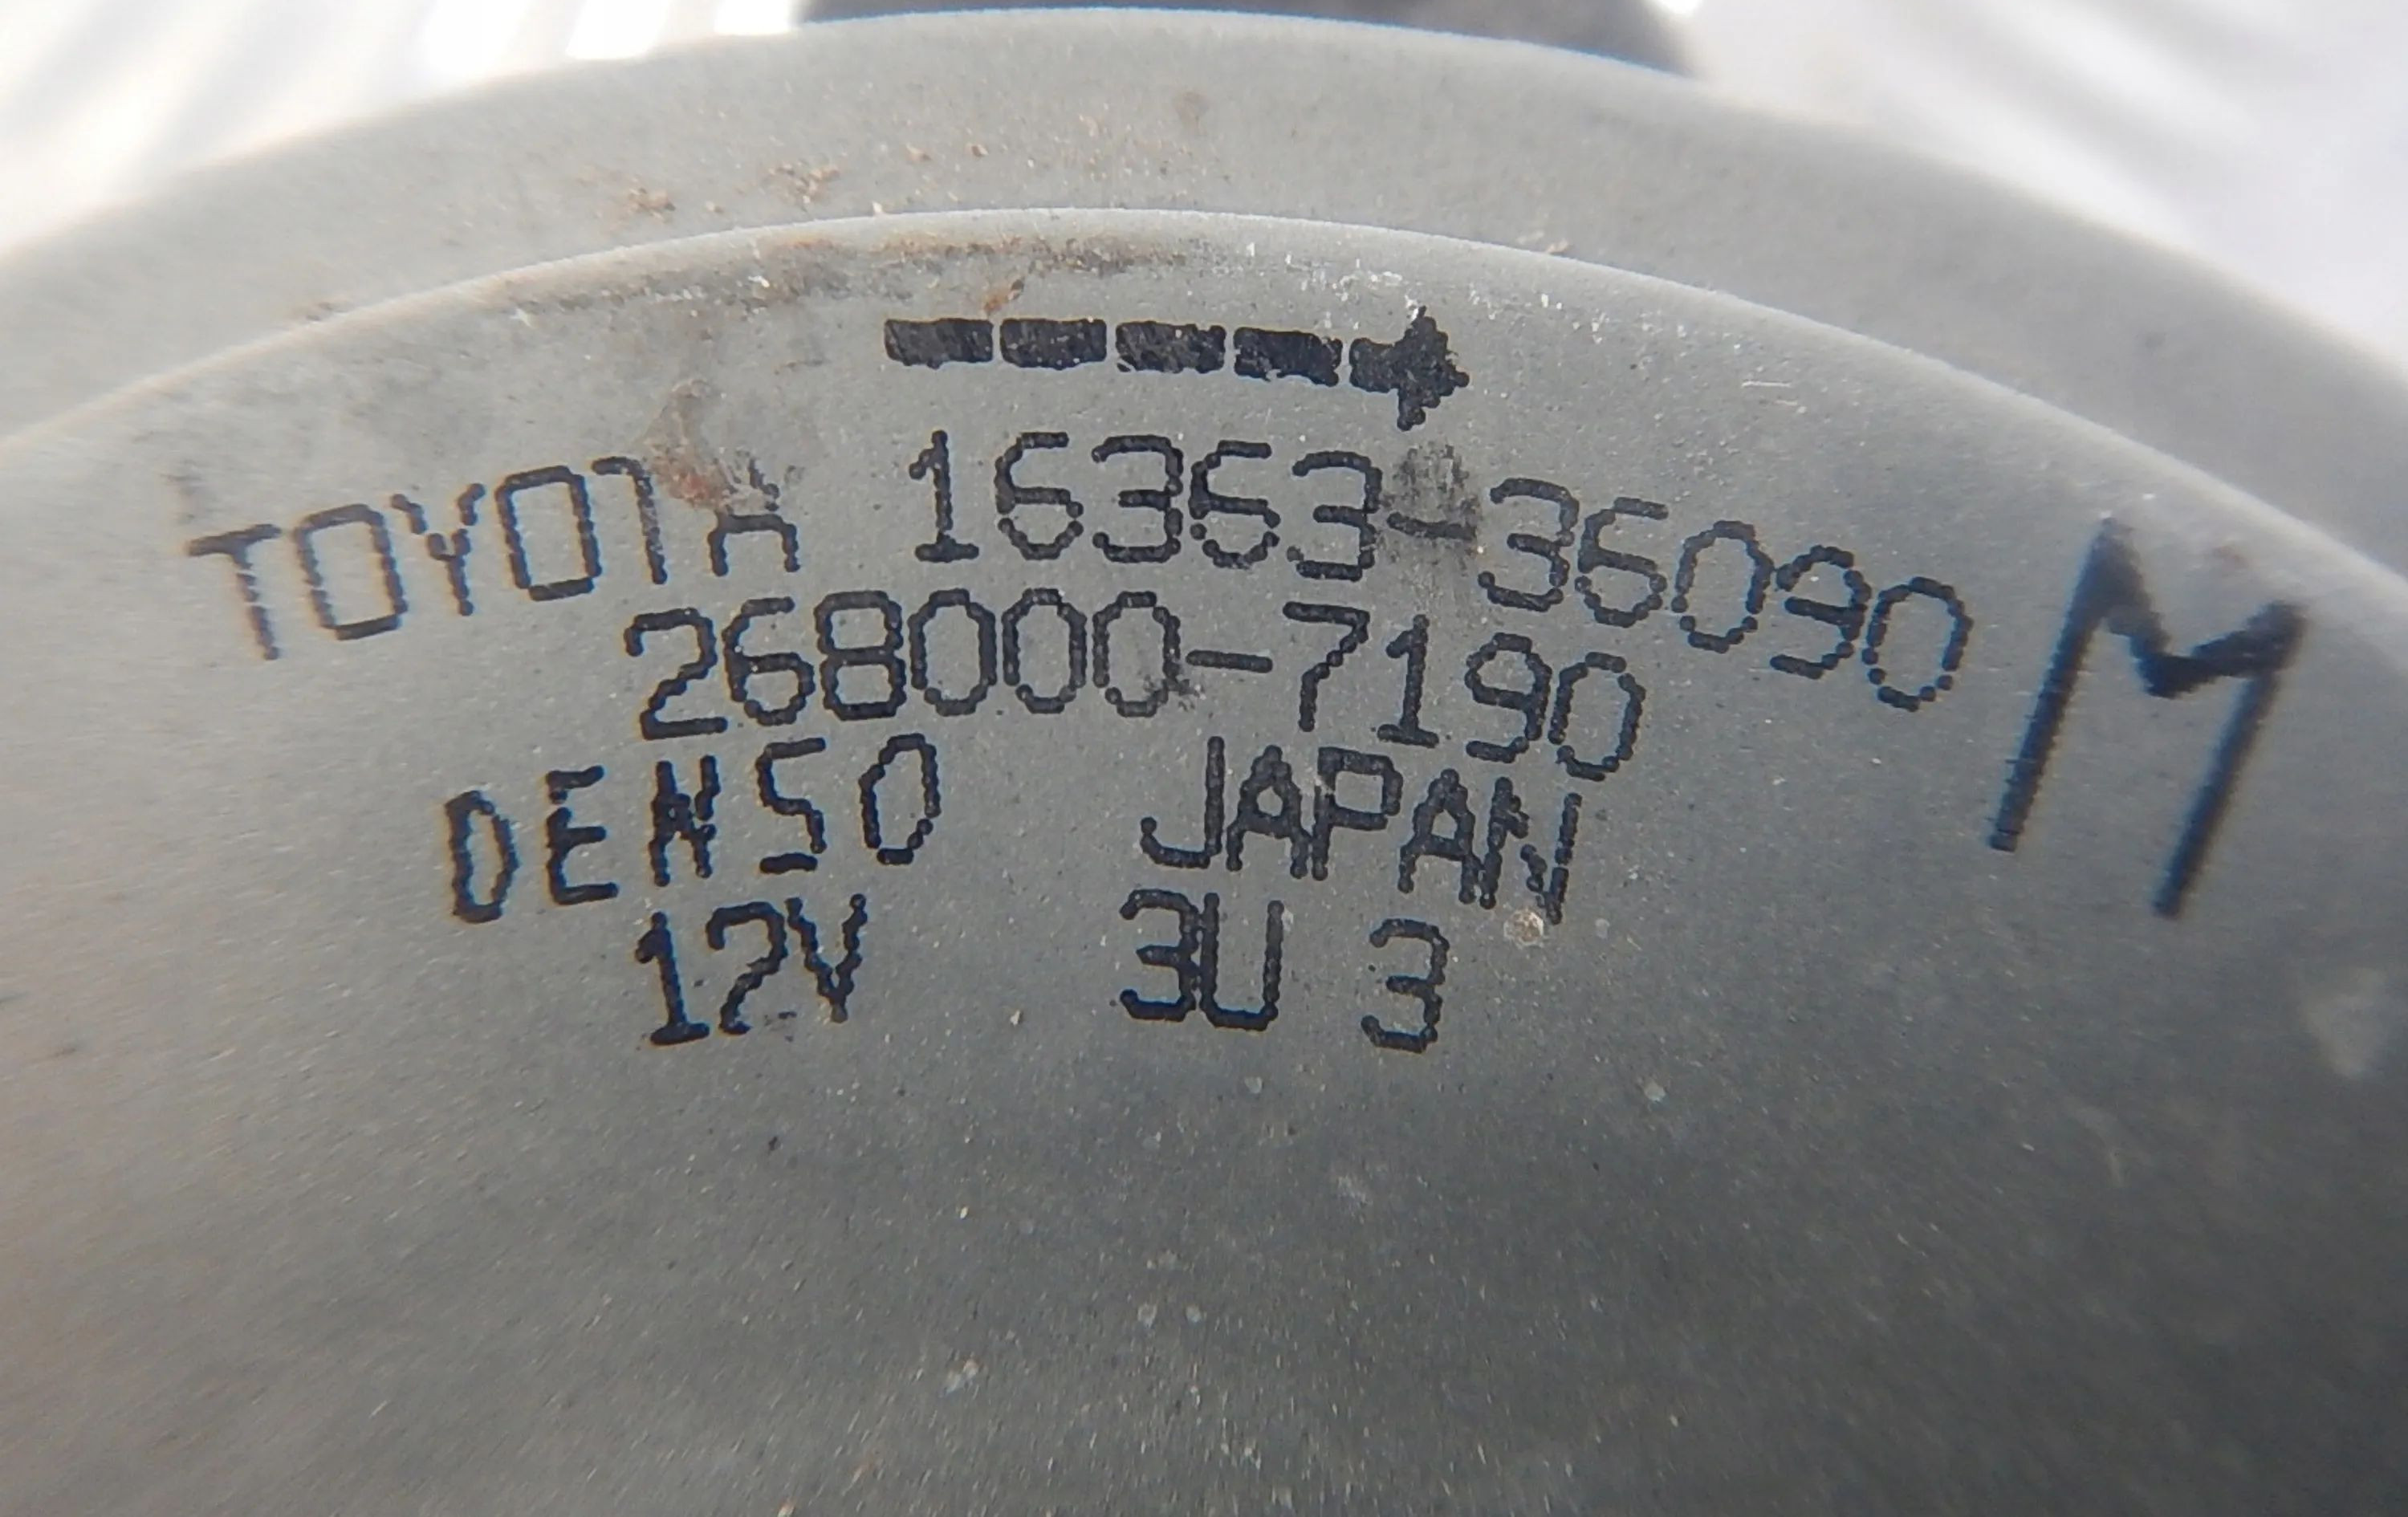 TOYOTA 16363-36090 M
268000-7190
DENSO JAPAN
12V 3U 3